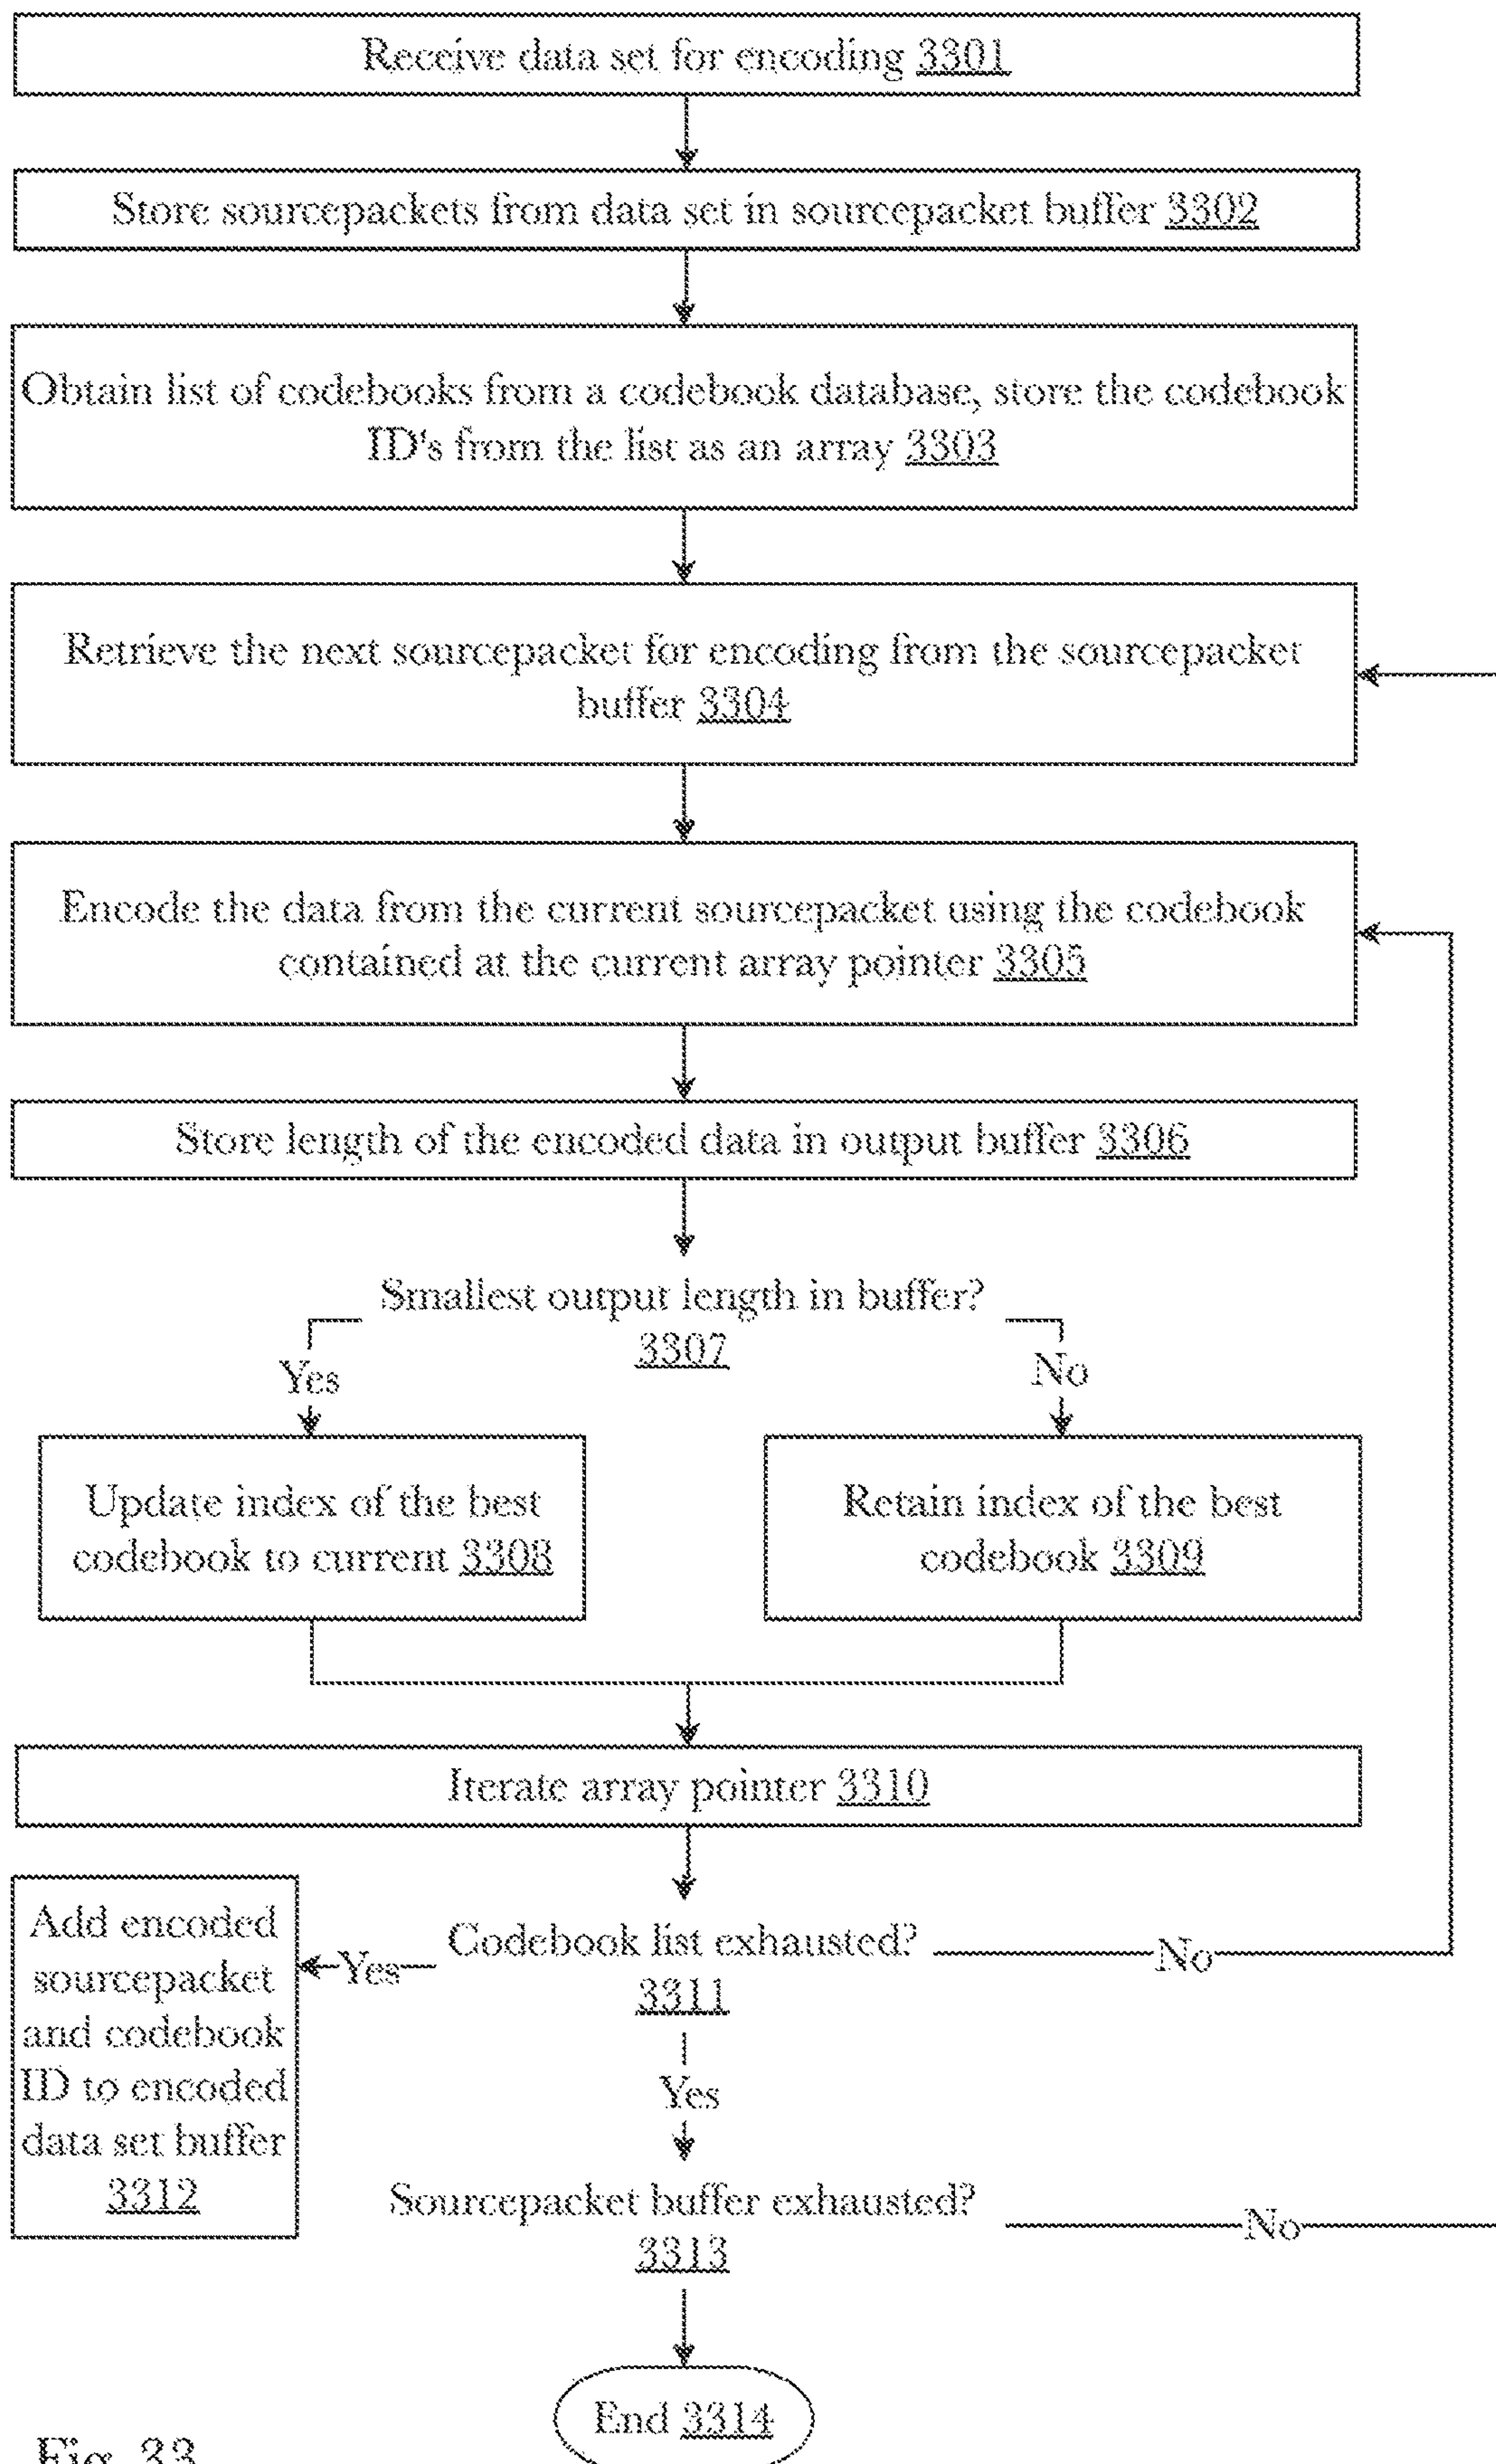 Receive data set for encoding 3301
Store sourcepackets from data set in sourcepacket buffer 3302
Obtain list of codebooks from a codebook database, store the codebook
ID's from the list as an array 3303
Retrieve the next sourcepacket for encoding from the sourcepacket
buffer 3304
Encode the data from the current sourcepacket using the codebook
contained at the current array pointer 3305
Store length of the encoded data in output buffer 3306
Smallest output length in buffer?
3307
Yes
No
Update index of the best
codebook to current 3308
Retain index of the best
codebook 3309
Iterate array pointer 3310
Add encoded
sourcepacket
and codebook
ID to encoded
data set buffer
3312
Yes
Codebook list exhausted?
3311
No
Yes
Sourcepacket buffer exhausted?
3313
No
End 3314
Fig. 33